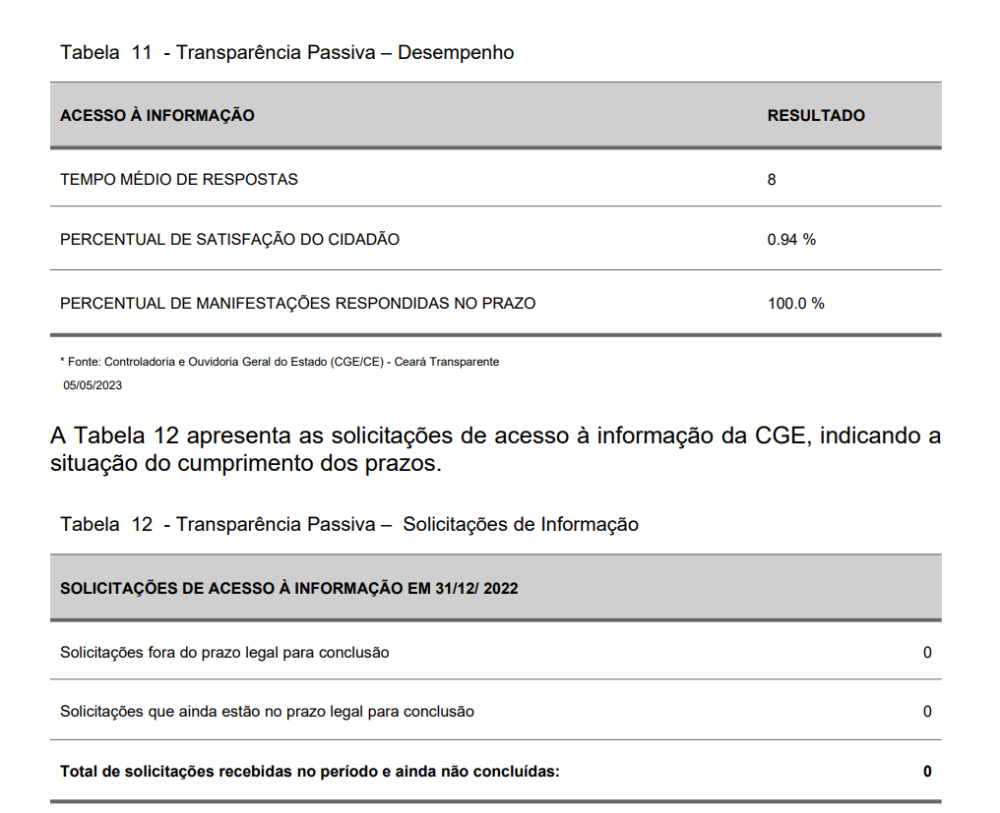 Tabela 11 - Transparência Passiva – Desempenho
ACESSO À INFORMAÇÃO RESULTADO
TEMPO MÉDIO DE RESPOSTAS 8
PERCENTUAL DE SATISFAÇÃO DO CIDADÃO 0.94 %
PERCENTUAL DE MANIFESTAÇÕES RESPONDIDAS NO PRAZO 100.0 %
* Fonte: Controladoria e Ouvidoria Geral do Estado (CGE/CE) - Ceará Transparente
05/05/2023
A Tabela 12 apresenta as solicitações de acesso à informação da CGE, indicando a
situação do cumprimento dos prazos.
Tabela 12 - Transparência Passiva – Solicitações de Informação
SOLICITAÇÕES DE ACESSO À INFORMAÇÃO EM 31/12/ 2022
Solicitações fora do prazo legal para conclusão 0
Solicitações que ainda estão no prazo legal para conclusão 0
Total de solicitações recebidas no período e ainda não concluídas: 0